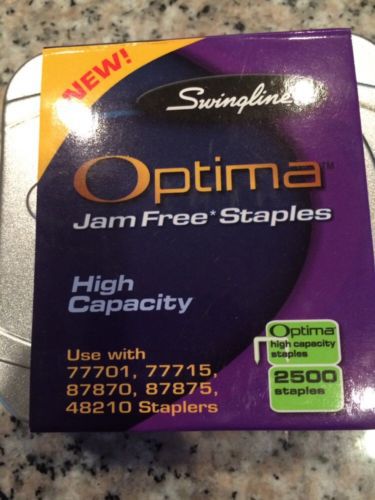 NEW!
Swingline
Optima™
Jam Free* Staples
High
Capacity
Use with
77701, 77715,
87870, 87875,
48210 Staplers
Optima™
high capacity
staples
2500
staples